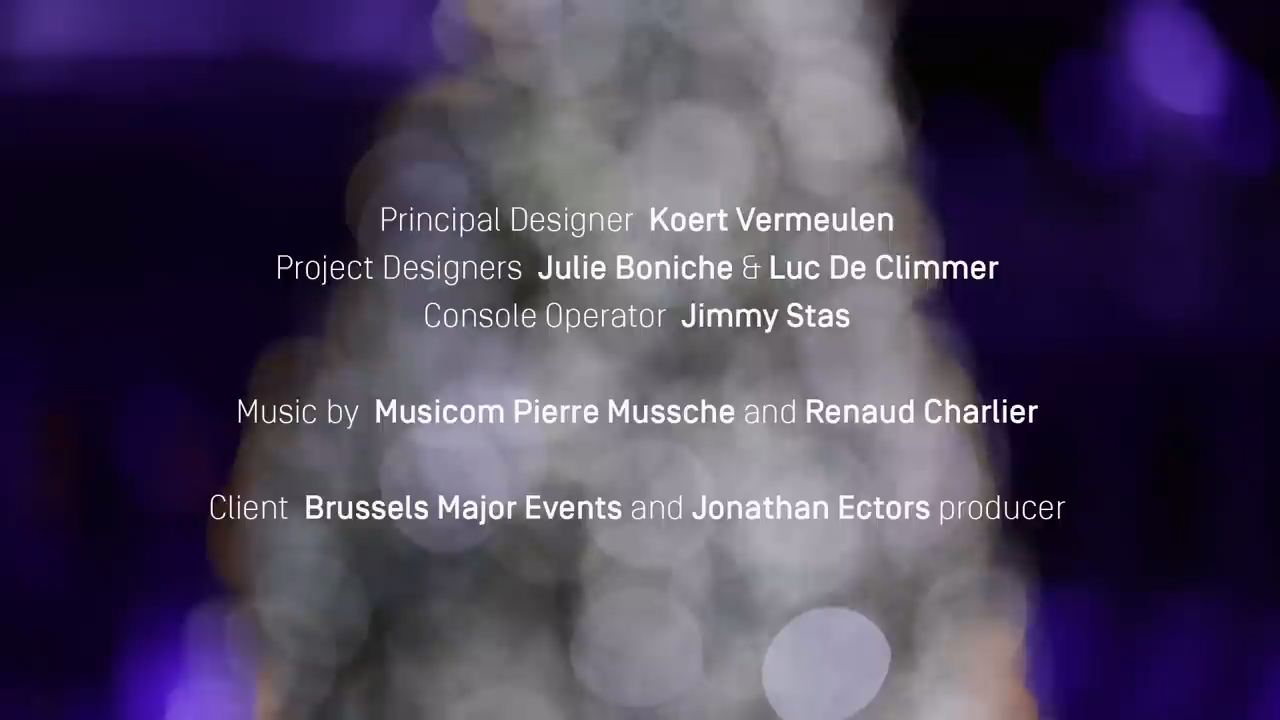 Principal Designer Koert Vermeulen
Project Designers Julie Boniche & Luc De Climmer
Console Operator Jimmy Stas
Music by Musicom Pierre Mussche and Renaud Charlier
Client Brussels Major Events and Jonathan Ectors producer